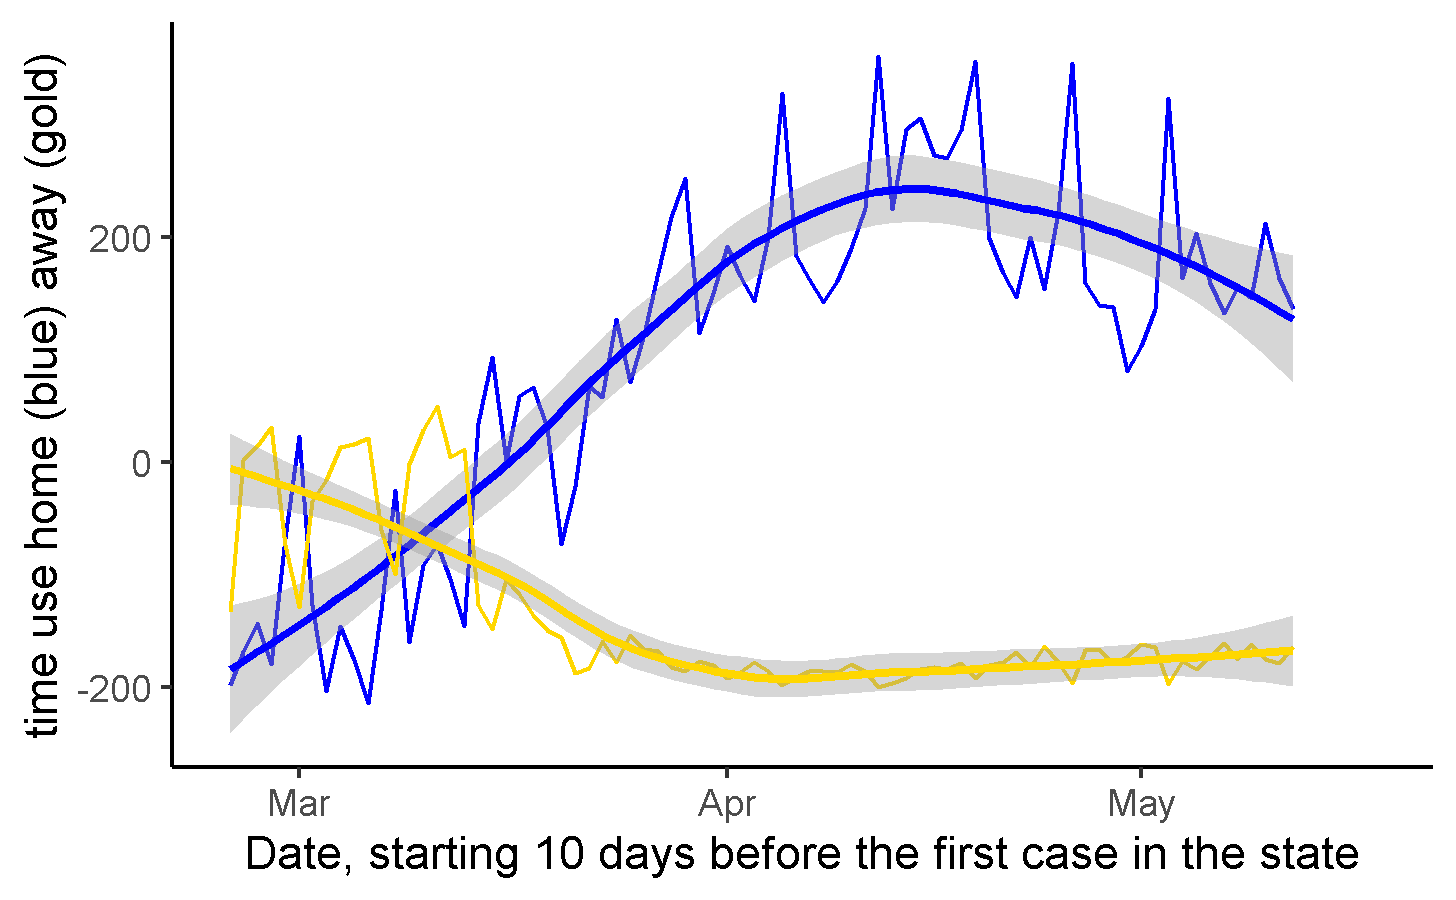 time use home (blue) away (gold)
200
0
-200
Mar
Apr
May
Date, starting 10 days before the first case in the state